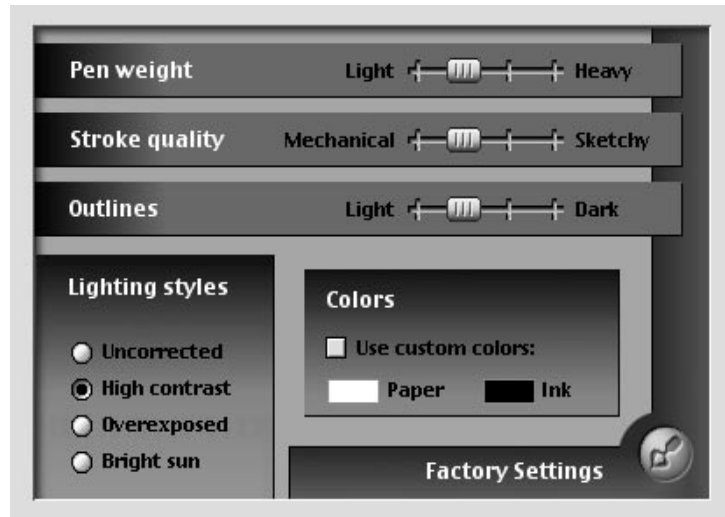 Pen weight Light Heavy
Stroke quality Mechanical Sketchy
Outlines Light Dark
Lighting styles
Uncorrected
High contrast
Overexposed
Bright sun
Colors
Use custom colors:
Paper Ink
Factory Settings